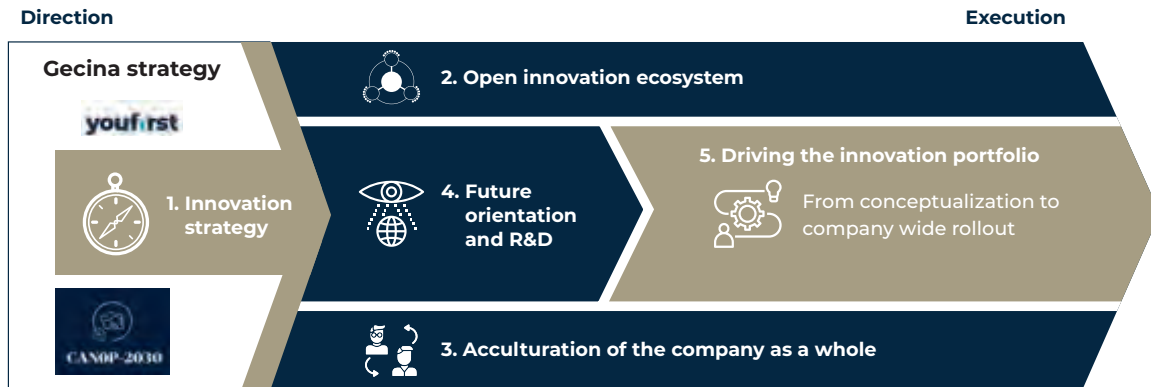 Direction
Execution
Gecina strategy
youfirst
1. Innovation
strategy
CANOP-2030
2. Open innovation ecosystem
4. Future
orientation
and R&D
5. Driving the innovation portfolio
From conceptualization to
company wide rollout
3. Acculturation of the company as a whole